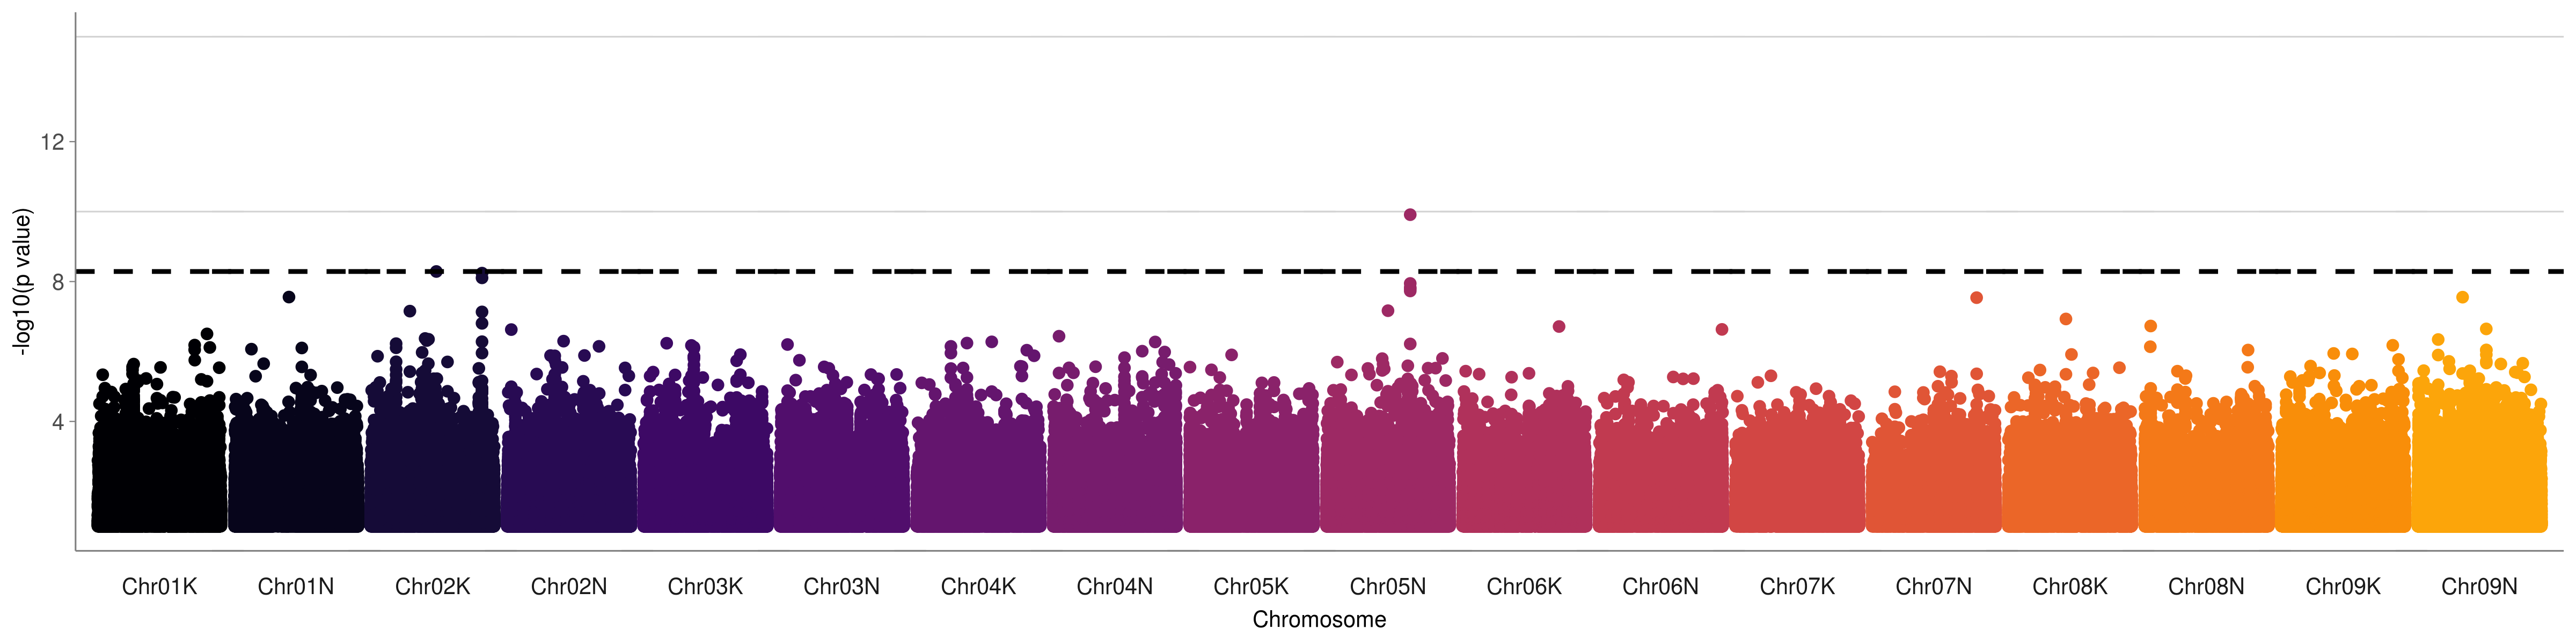 -log10(p value)
12
8
4
Chr01K Chr01N Chr02K Chr02N Chr03K Chr03N Chr04K Chr04N Chr05K Chr05N Chr06K Chr06N Chr07K Chr07N Chr08K Chr08N Chr09K Chr09N
Chromosome